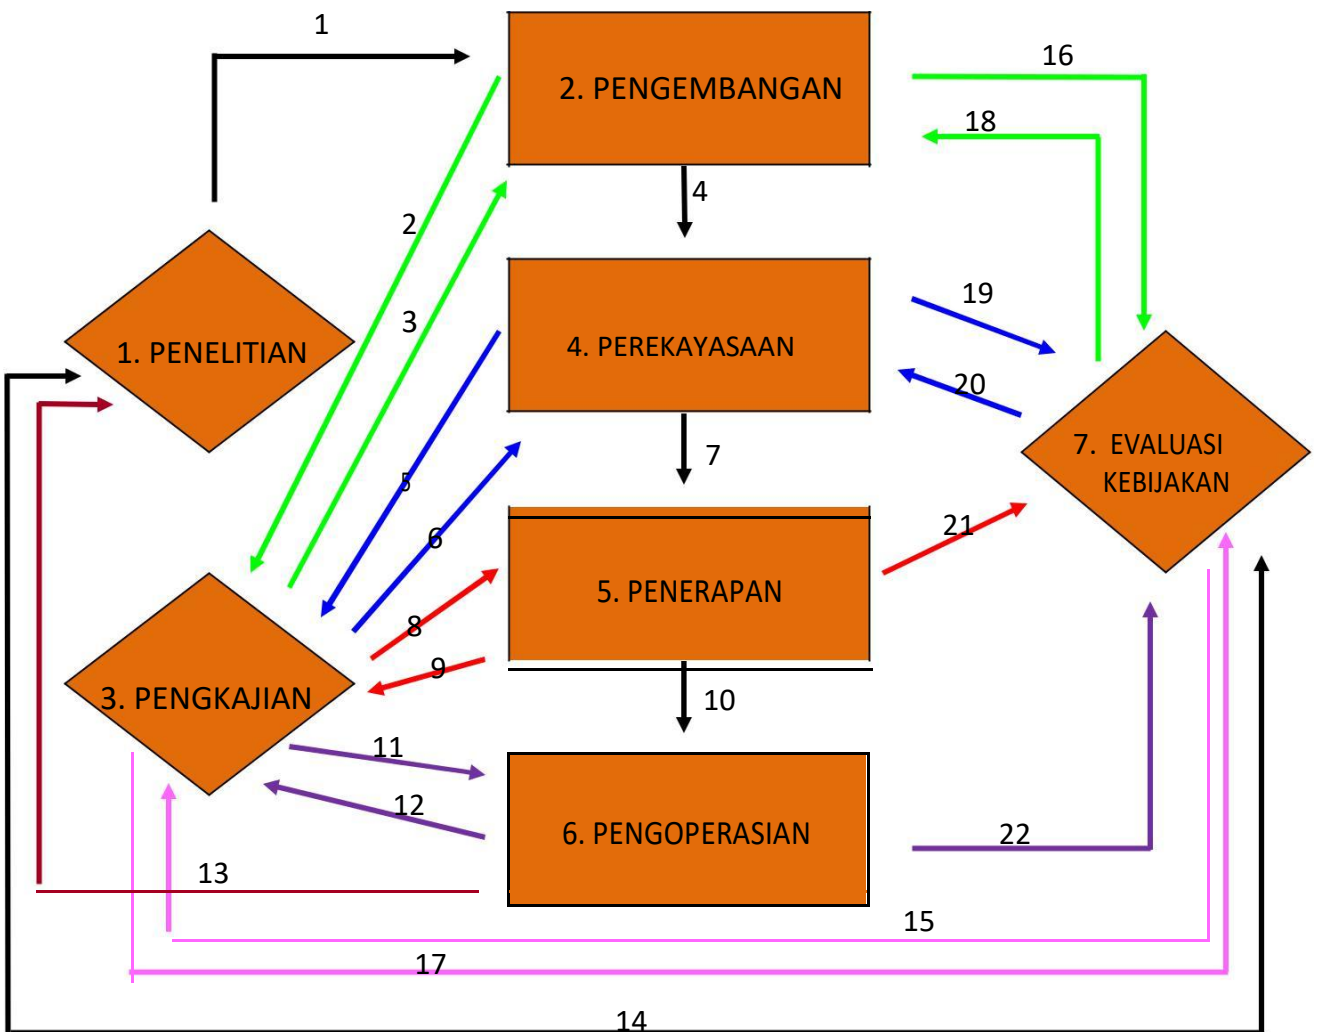 1
16
2. PENGEMBANGAN
18
4
2
3
19
1. PENELITIAN
4. PEREKAYASAAN
20
7
7. EVALUASI
KEBIJAKAN
5
6
21
5. PENERAPAN
8
9
3. PENGKAJIAN
10
11
12
6. PENGOPERASIAN
22
13
15
17
14